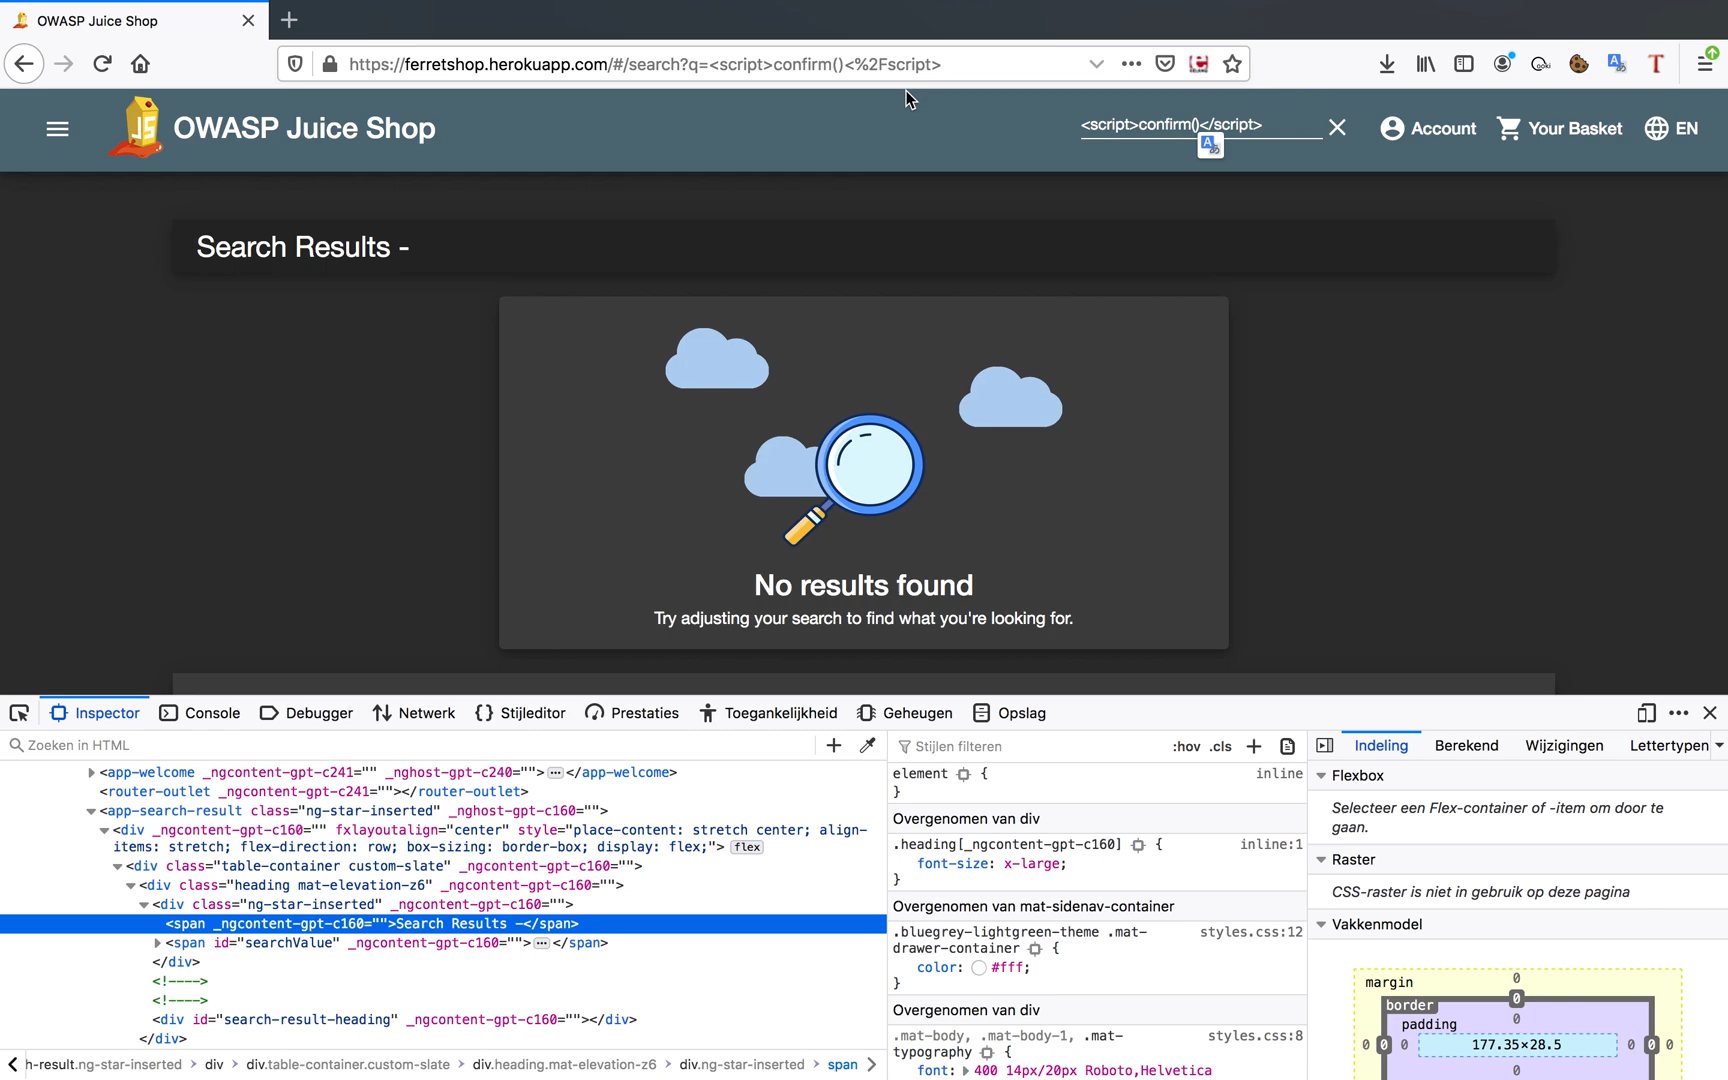 OWASP Juice Shop
https://ferretshop.herokuapp.com/#/search?q=<script>confirm()<%2Fscript>
JS
OWASP Juice Shop
<script>confirm()</script>
Account
Your Basket
EN
Search Results -
No results found
Try adjusting your search to find what you're looking for.
Inspector
Console
Debugger
Netwerk
Stijleditor
Prestaties
Toegankelijkheid
Geheugen
Opslag
Zoeken in HTML
<app-welcome _ngcontent-gpt-c241="" _nghost-gpt-c240=""></app-welcome>
<router-outlet _ngcontent-gpt-c241=""></router-outlet>
<app-search-result class="ng-star-inserted" _nghost-gpt-c160="">
<div _ngcontent-gpt-c160="" fxlayoutalign="center" style="place-content: stretch center; align-
items: stretch; flex-direction: row; box-sizing: border-box; display: flex;"> flex
<div class="table-container custom-slate" _ngcontent-gpt-c160="">
<div class="heading mat-elevation-z6" _ngcontent-gpt-c160="">
<div class="ng-star-inserted" _ngcontent-gpt-c160="">
<span _ngcontent-gpt-c160="">Search Results -</span>
<span id="searchValue" _ngcontent-gpt-c160=""></span>
</div>
<!---->
<!---->
<div id="search-result-heading" _ngcontent-gpt-c160=""></div>
</div>
h-result.ng-star-inserted > div > div.table-container.custom-slate > div.heading.mat-elevation-z6 > div.ng-star-inserted > span
Stijlen filteren
:hov .cls
element { inline
}
Overgenomen van div
.heading[_ngcontent-gpt-c160] { inline:1
font-size: x-large;
}
Overgenomen van mat-sidenav-container
.bluegrey-lightgreen-theme .mat- styles.css:12
drawer-container {
color: #fff;
}
Overgenomen van div
.mat-body, .mat-body-1, .mat- styles.css:8
typography {
font: 400 14px/20px Roboto,Helvetica
Indeling
Berekend
Wijzigingen
Lettertypen
Flexbox
Selecteer een Flex-container of -item om door te
gaan.
Raster
CSS-raster is niet in gebruik op deze pagina
Vakkenmodel
margin 0
border 0
padding 0
0 0 0 177.35×28.5 0 0 0
0